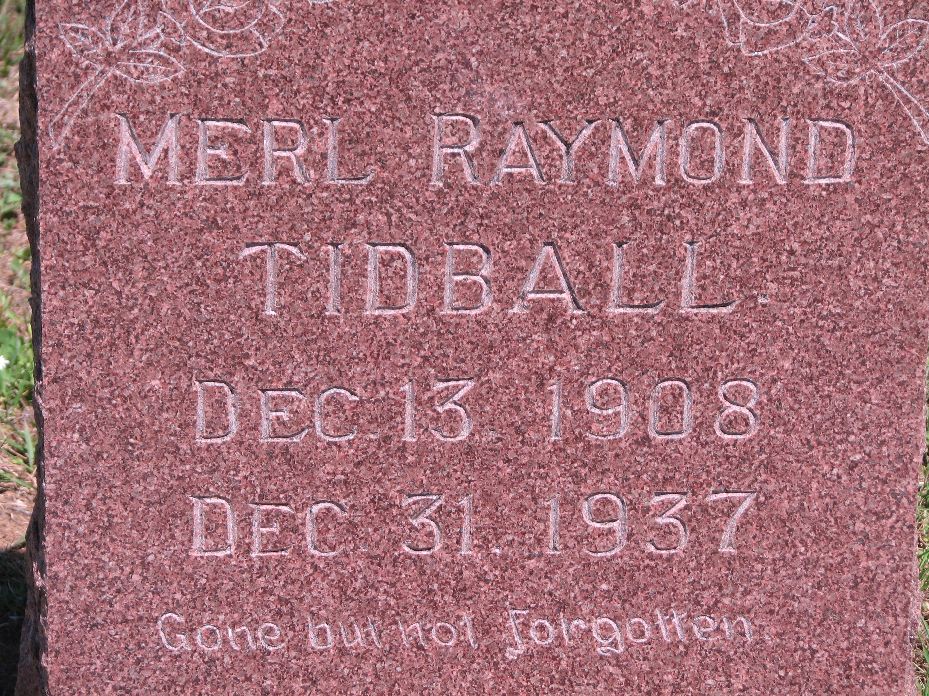 MERL RAYMOND
TIDBALL
DEC. 13. 1908
DEC. 31. 1937
Gone but not forgotten.